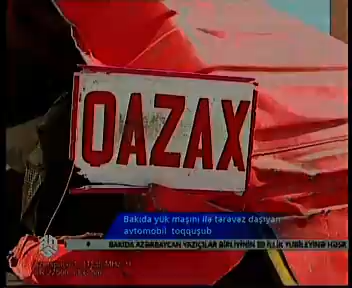 QAZAX
Bakıda yük maşını ilə tərəvəz daşıyan
avtomobil toqquşub
BAKIDA AZƏRBAYCAN YAZIÇILAR BİRLİYİNİN 80 İLLİK YUBİLEYİNƏ HƏSR